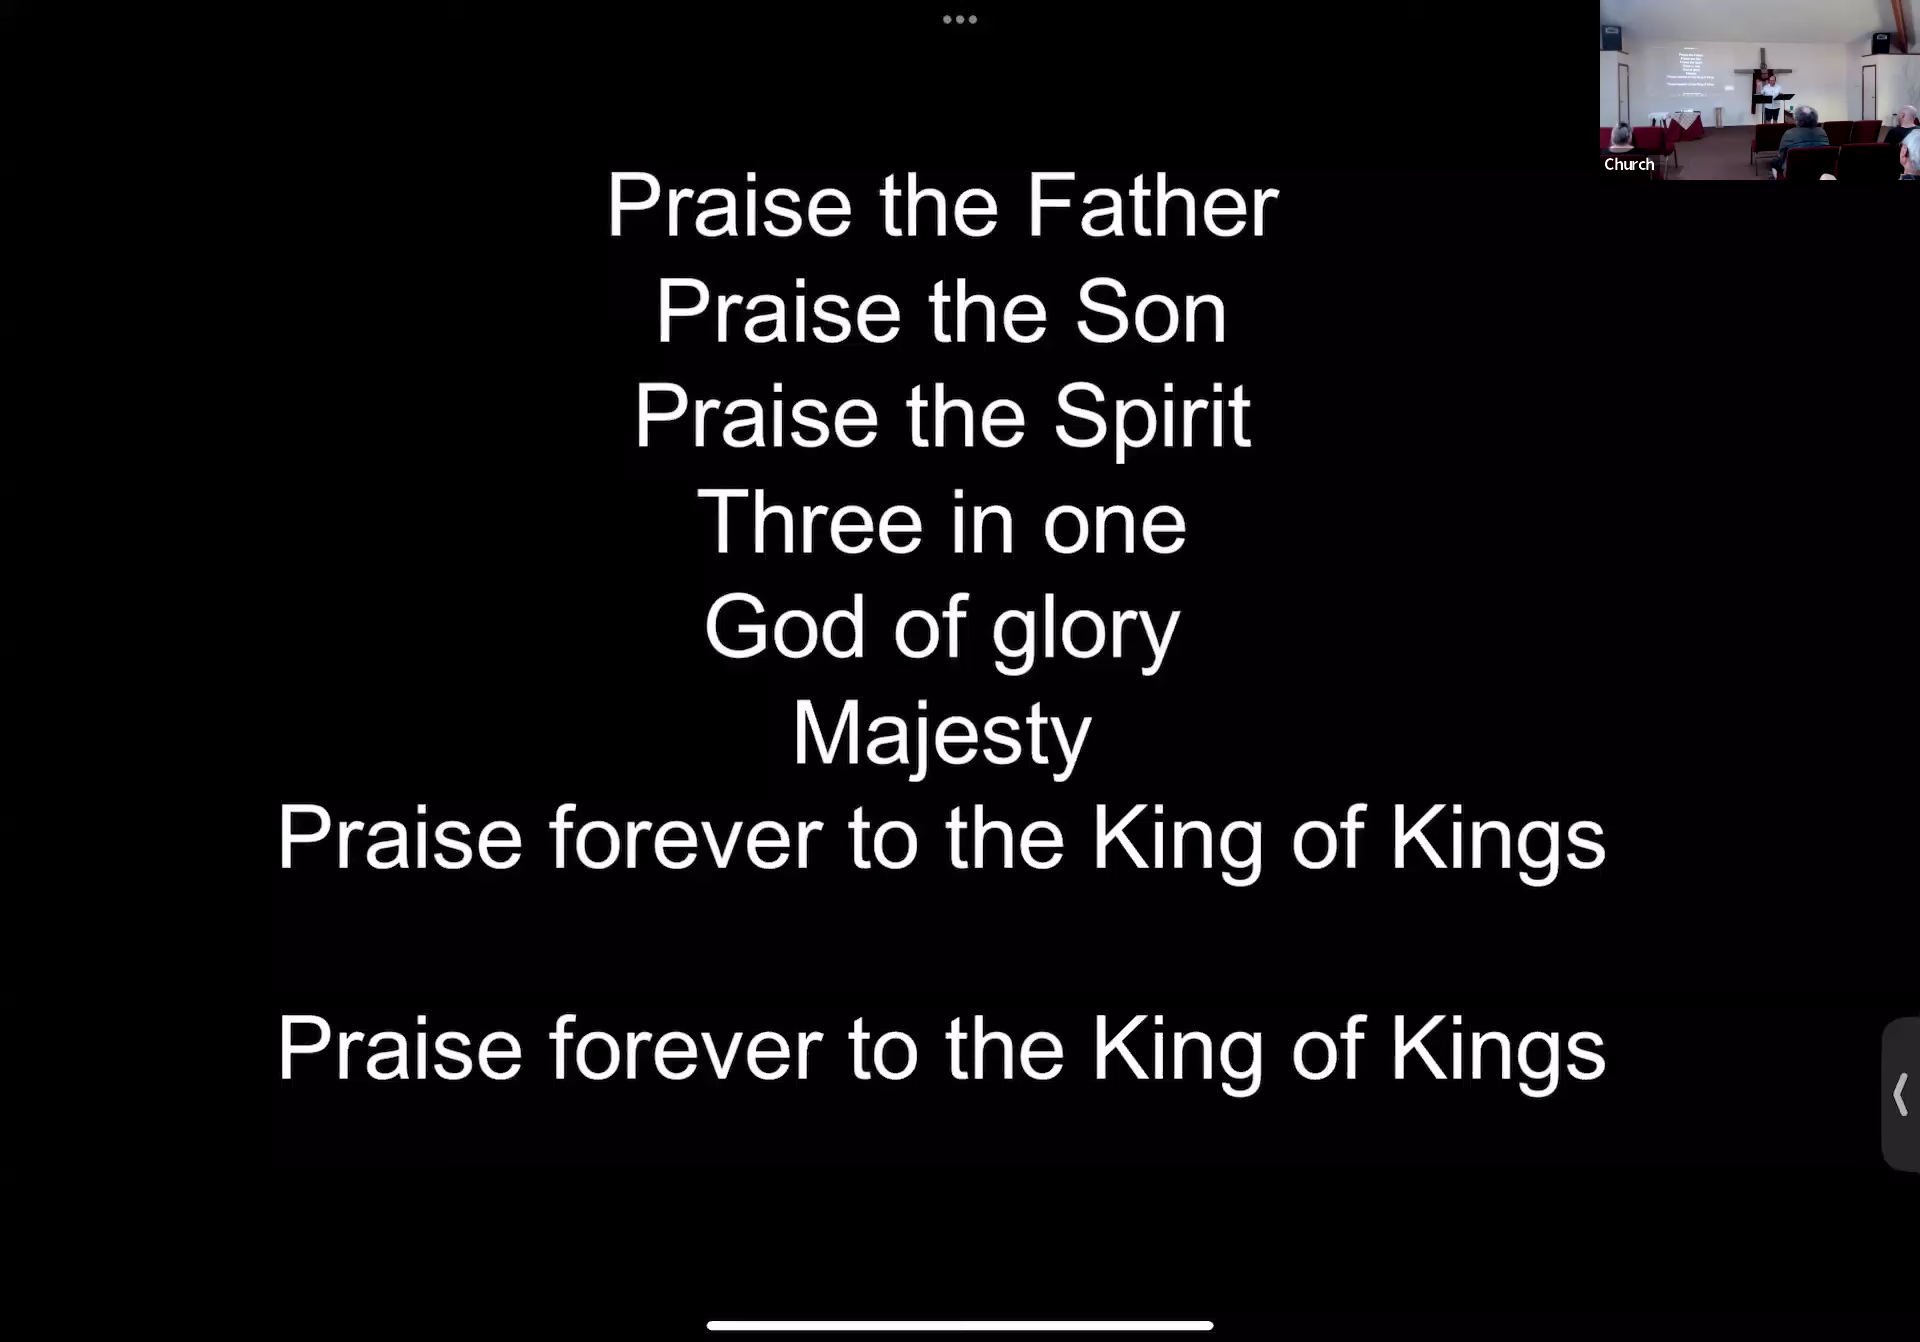 Praise the Father
Praise the Son
Praise the Spirit
Three in one
God of glory
Majesty
Praise forever to the King of Kings
Praise forever to the King of Kings
Church